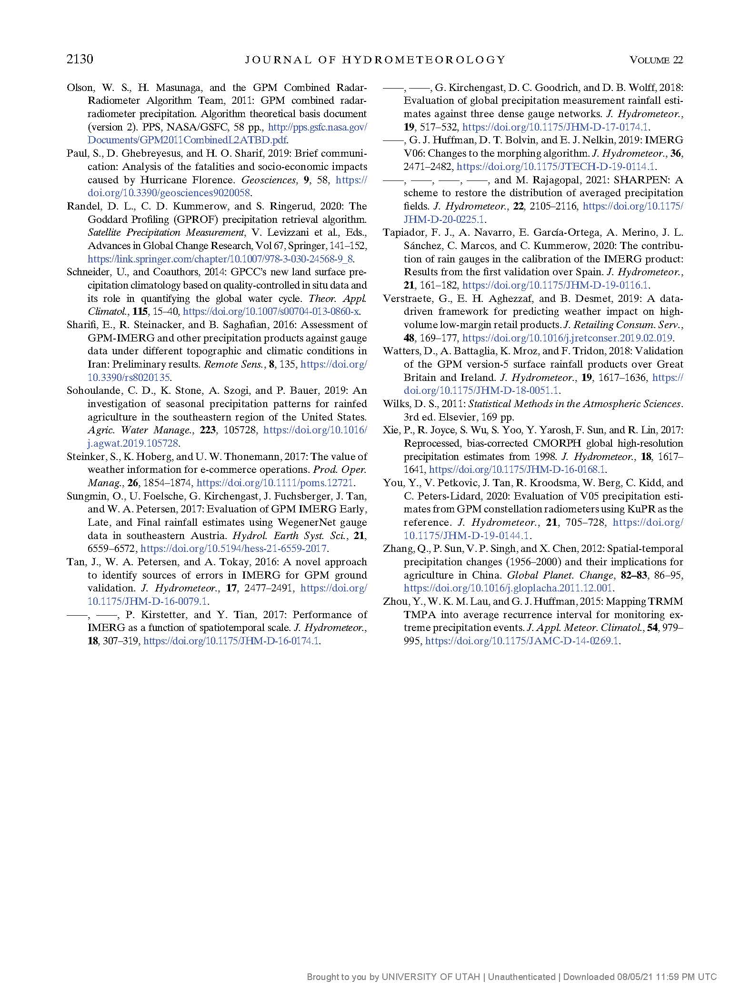 2130
JOURNAL OF HYDROMETEOROLOGY
VOLUME 22
Olson, W. S., H. Masunaga, and the GPM Combined Radar-
Radiometer Algorithm Team, 2011: GPM combined radar-
radiometer precipitation. Algorithm theoretical basis document
(version 2). PPS, NASA/GSFC, 58 pp., http://pps.gsfc.nasa.gov/
Documents/GPM2011CombinedL2ATBD.pdf.
Paul, S., D. Ghebreyesus, and H. O. Sharif, 2019: Brief communi-
cation: Analysis of the fatalities and socio-economic impacts
caused by Hurricane Florence. Geosciences, 9, 58, https://
doi.org/10.3390/geosciences9020058.
Randel, D. L., C. D. Kummerow, and S. Ringerud, 2020: The
Goddard Profiling (GPROF) precipitation retrieval algorithm.
Satellite Precipitation Measurement, V. Levizzani et al., Eds.,
Advances in Global Change Research, Vol 67, Springer, 141–152,
https://link.springer.com/chapter/10.1007/978-3-030-24568-9_8.
Schneider, U., and Coauthors, 2014: GPCC's new land surface pre-
cipitation climatology based on quality-controlled in situ data and
its role in quantifying the global water cycle. Theor. Appl.
Climatol., 115, 15–40, https://doi.org/10.1007/s00704-013-0860-x.
Sharifi, E., R. Steinacker, and B. Saghafian, 2016: Assessment of
GPM-IMERG and other precipitation products against gauge
data under different topographic and climatic conditions in
Iran: Preliminary results. Remote Sens., 8, 135, https://doi.org/
10.3390/rs8020135.
Sohoulande, C. D., K. Stone, A. Szogi, and P. Bauer, 2019: An
investigation of seasonal precipitation patterns for rainfed
agriculture in the southeastern region of the United States.
Agric. Water Manage., 223, 105728, https://doi.org/10.1016/
j.agwat.2019.105728.
Steinker, S., K. Hoberg, and U. W. Thonemann, 2017: The value of
weather information for e-commerce operations. Prod. Oper.
Manag., 26, 1854–1874, https://doi.org/10.1111/poms.12721.
Sungmin, O., U. Foelsche, G. Kirchengast, J. Fuchsberger, J. Tan,
and W. A. Petersen, 2017: Evaluation of GPM IMERG Early,
Late, and Final rainfall estimates using WegenerNet gauge
data in southeastern Austria. Hydrol. Earth Syst. Sci., 21,
6559–6572, https://doi.org/10.5194/hess-21-6559-2017.
Tan, J., W. A. Petersen, and A. Tokay, 2016: A novel approach
to identify sources of errors in IMERG for GPM ground
validation. J. Hydrometeor., 17, 2477–2491, https://doi.org/
10.1175/JHM-D-16-0079.1.
——, ——, P. Kirstetter, and Y. Tian, 2017: Performance of
IMERG as a function of spatiotemporal scale. J. Hydrometeor.,
18, 307–319, https://doi.org/10.1175/JHM-D-16-0174.1.
——, ——, G. Kirchengast, D. C. Goodrich, and D. B. Wolff, 2018:
Evaluation of global precipitation measurement rainfall esti-
mates against three dense gauge networks. J. Hydrometeor.,
19, 517–532, https://doi.org/10.1175/JHM-D-17-0174.1.
——, G. J. Huffman, D. T. Bolvin, and E. J. Nelkin, 2019: IMERG
V06: Changes to the morphing algorithm. J. Hydrometeor., 36,
2471–2482, https://doi.org/10.1175/JTECH-D-19-0114.1.
——, ——, ——, ——, and M. Rajagopal, 2021: SHARPEN: A
scheme to restore the distribution of averaged precipitation
fields. J. Hydrometeor., 22, 2105–2116, https://doi.org/10.1175/
JHM-D-20-0225.1.
Tapiador, F. J., A. Navarro, E. García-Ortega, A. Merino, J. L.
Sánchez, C. Marcos, and C. Kummerow, 2020: The contribu-
tion of rain gauges in the calibration of the IMERG product:
Results from the first validation over Spain. J. Hydrometeor.,
21, 161–182, https://doi.org/10.1175/JHM-D-19-0116.1.
Verstraete, G., E. H. Aghezzaf, and B. Desmet, 2019: A data-
driven framework for predicting weather impact on high-
volume low-margin retail products. J. Retailing Consum. Serv.,
48, 169–177, https://doi.org/10.1016/j.jretconser.2019.02.019.
Watters, D., A. Battaglia, K. Mroz, and F. Tridon, 2018: Validation
of the GPM version-5 surface rainfall products over Great
Britain and Ireland. J. Hydrometeor., 19, 1617–1636, https://
doi.org/10.1175/JHM-D-18-0051.1.
Wilks, D. S., 2011: Statistical Methods in the Atmospheric Sciences.
3rd ed. Elsevier, 169 pp.
Xie, P., R. Joyce, S. Wu, S. Yoo, Y. Yarosh, F. Sun, and R. Lin, 2017:
Reprocessed, bias-corrected CMORPH global high-resolution
precipitation estimates from 1998. J. Hydrometeor., 18, 1617–
1641, https://doi.org/10.1175/JHM-D-16-0168.1.
You, Y., V. Petkovic, J. Tan, R. Kroodsma, W. Berg, C. Kidd, and
C. Peters-Lidard, 2020: Evaluation of V05 precipitation esti-
mates from GPM constellation radiometers using KuPR as the
reference. J. Hydrometeor., 21, 705–728, https://doi.org/
10.1175/JHM-D-19-0144.1.
Zhang, Q., P. Sun, V. P. Singh, and X. Chen, 2012: Spatial-temporal
precipitation changes (1956–2000) and their implications for
agriculture in China. Global Planet. Change, 82–83, 86–95,
https://doi.org/10.1016/j.gloplacha.2011.12.001.
Zhou, Y., W. K. M. Lau, and G. J. Huffman, 2015: Mapping TRMM
TMPA into average recurrence interval for monitoring ex-
treme precipitation events. J. Appl. Meteor. Climatol., 54, 979–
995, https://doi.org/10.1175/JAMC-D-14-0269.1.
Brought to you by UNIVERSITY OF UTAH | Unauthenticated | Downloaded 08/05/21 11:59 PM UTC